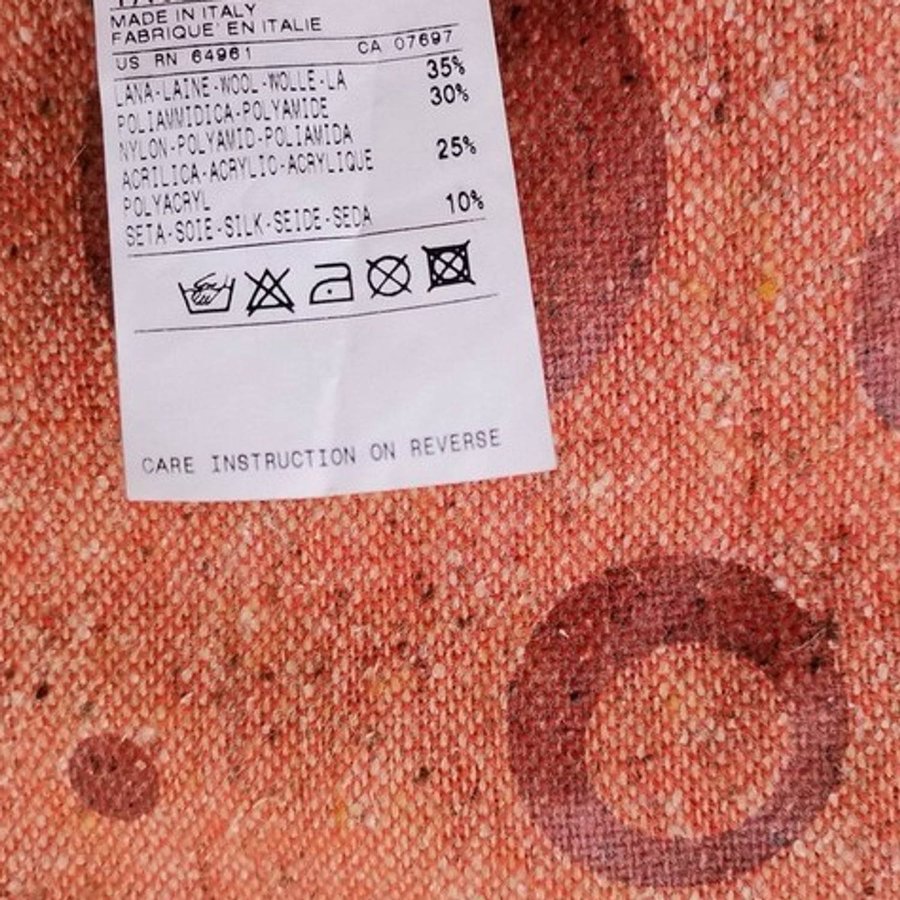 MADE IN ITALY
FABRIQUE' EN ITALIE
US RN 64961 CA 07697
LANA-LAINE-WOOL-WOLLE-LA 35%
POLIAMMIDICA-POLYAMIDE 30%
NYLON-POLYAMID-POLIAMIDA
ACRILICA-ACRYLIC-ACRYLIQUE 25%
POLYACRYL
SETA-SOIE-SILK-SEIDE-SEDA 10%
CARE INSTRUCTION ON REVERSE